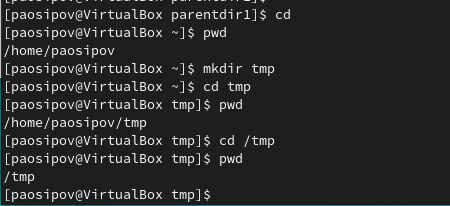 [paosipov@VirtualBox parentdir1]$ cd
[paosipov@VirtualBox ~]$ pwd
/home/paosipov
[paosipov@VirtualBox ~]$ mkdir tmp
[paosipov@VirtualBox ~]$ cd tmp
[paosipov@VirtualBox tmp]$ pwd
/home/paosipov/tmp
[paosipov@VirtualBox tmp]$ cd /tmp
[paosipov@VirtualBox tmp]$ pwd
/tmp
[paosipov@VirtualBox tmp]$